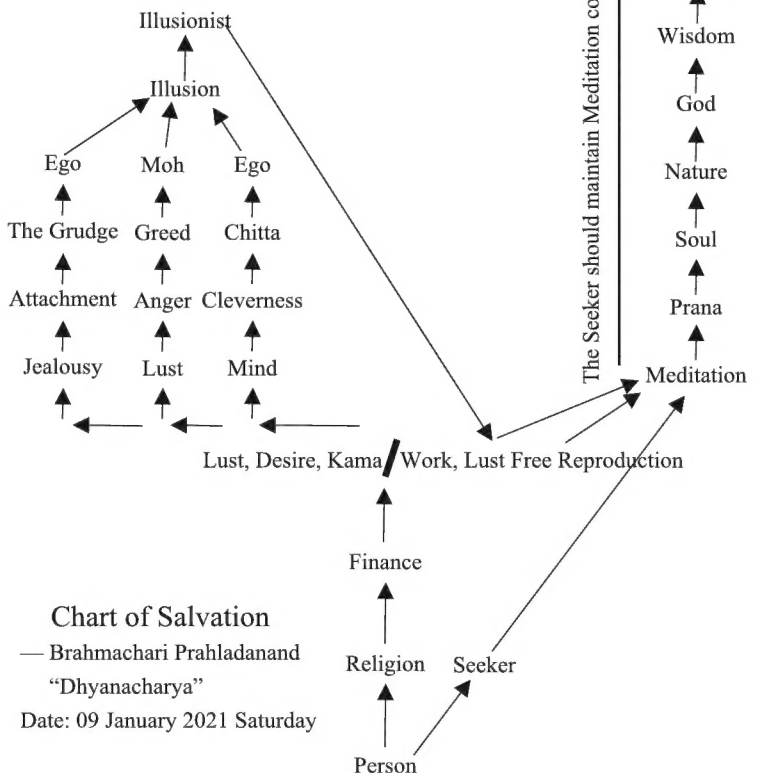 Illusionist
Illusion
Ego Moh Ego
The Grudge Greed Chitta
Attachment Anger Cleverness
Jealousy Lust Mind
The Seeker should maintain Meditation
Wisdom
God
Nature
Soul
Prana
Meditation
Lust, Desire, Kama / Work, Lust Free Reproduction
Finance
Religion Seeker
Person
Chart of Salvation
— Brahmachari Prahladanand
“Dhyanacharya”
Date: 09 January 2021 Saturday